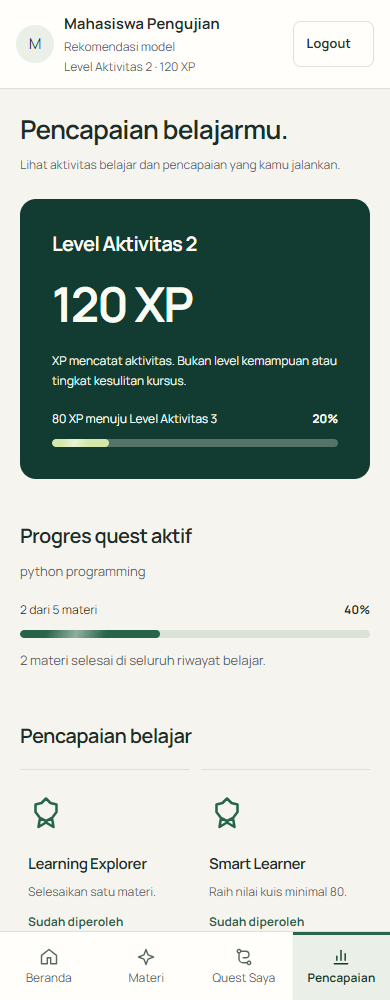 M
Mahasiswa Pengujian
Rekomendasi model
Level Aktivitas 2 · 120 XP
Logout
Pencapaian belajarmu.
Lihat aktivitas belajar dan pencapaian yang kamu jalankan.
Level Aktivitas 2
120 XP
XP mencatat aktivitas. Bukan level kemampuan atau
tingkat kesulitan kursus.
80 XP menuju Level Aktivitas 3
20%
Progres quest aktif
python programming
2 dari 5 materi
40%
2 materi selesai di seluruh riwayat belajar.
Pencapaian belajar
Learning Explorer
Selesaikan satu materi.
Sudah diperoleh
Smart Learner
Raih nilai kuis minimal 80.
Sudah diperoleh
Beranda
Materi
Quest Saya
Pencapaian